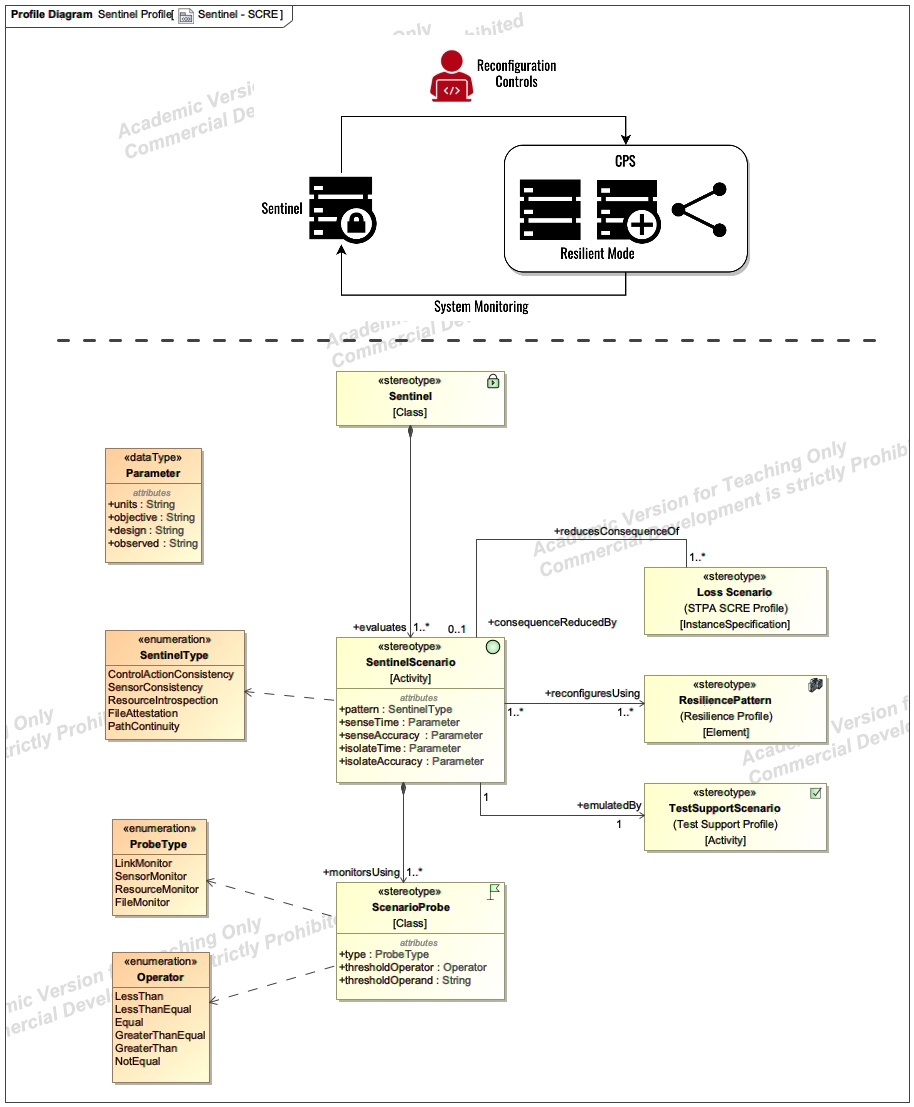 Profile Diagram Sentinel Profile[ Sentinel - SCRE ]
Academic Version for Teaching Only
Commercial Development is strictly Prohibited
Reconfiguration
Controls
CPS
Sentinel
Resilient Mode
System Monitoring
«stereotype»
Sentinel
[Class]
«dataType»
Parameter
attributes
+units : String
+objective : String
+design : String
+observed : String
+reducesConsequenceOf
1..*
«stereotype»
Loss Scenario
(STPA SCRE Profile)
[InstanceSpecification]
+evaluates
1..*
0..1
+consequenceReducedBy
«enumeration»
SentinelType
ControlActionConsistency
SensorConsistency
ResourceIntrospection
FileAttestation
PathContinuity
«stereotype»
SentinelScenario
[Activity]
attributes
+pattern : SentinelType
+senseTime : Parameter
+senseAccuracy : Parameter
+isolateTime : Parameter
+isolateAccuracy : Parameter
+reconfiguresUsing
1..*
1..*
«stereotype»
ResiliencePattern
(Resilience Profile)
[Element]
1
+emulatedBy
1
«stereotype»
TestSupportScenario
(Test Support Profile)
[Activity]
«enumeration»
ProbeType
LinkMonitor
SensorMonitor
ResourceMonitor
FileMonitor
+monitorsUsing
1..*
«stereotype»
ScenarioProbe
[Class]
attributes
+type : ProbeType
+thresholdOperator : Operator
+thresholdOperand : String
«enumeration»
Operator
LessThan
LessThanEqual
Equal
GreaterThanEqual
GreaterThan
NotEqual